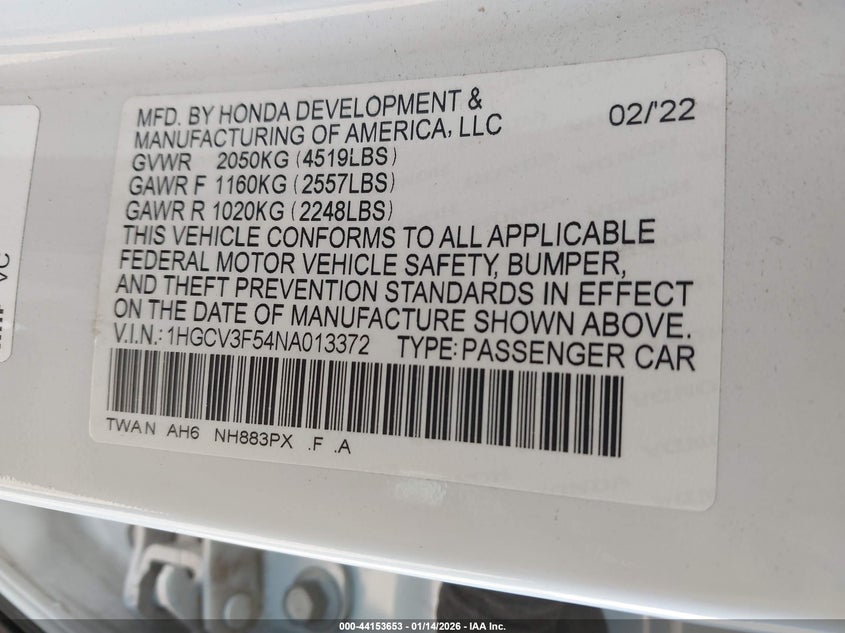 MFD. BY HONDA DEVELOPMENT & 02/'22
MANUFACTURING OF AMERICA, LLC
GVWR 2050KG (4519LBS)
GAWR F 1160KG (2557LBS)
GAWR R 1020KG (2248LBS)
THIS VEHICLE CONFORMS TO ALL APPLICABLE
FEDERAL MOTOR VEHICLE SAFETY, BUMPER,
AND THEFT PREVENTION STANDARDS IN EFFECT
ON THE DATE OF MANUFACTURE SHOWN ABOVE.
V.I.N.: 1HGCV3F54NA013372 TYPE: PASSENGER CAR
TWAN AH6 NH883PX .F .A
VC
000-44153653 | 01/14/2026 | IAA Inc.